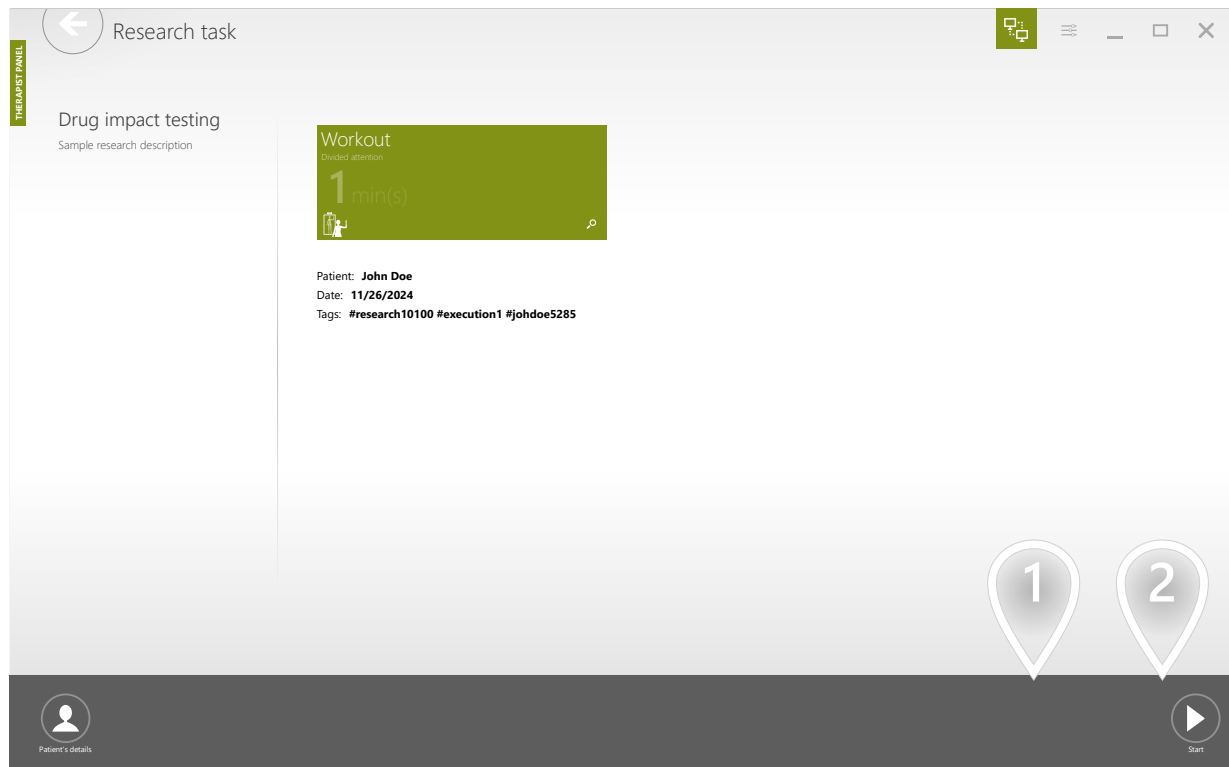 Research task
THERAPIST PANEL
Drug impact testing
Sample research description
Workout
Divided attention
1 min(s)
Patient: John Doe
Date: 11/26/2024
Tags: #research10100 #execution1 #johdoe5285
1
2
Patient's details
Start